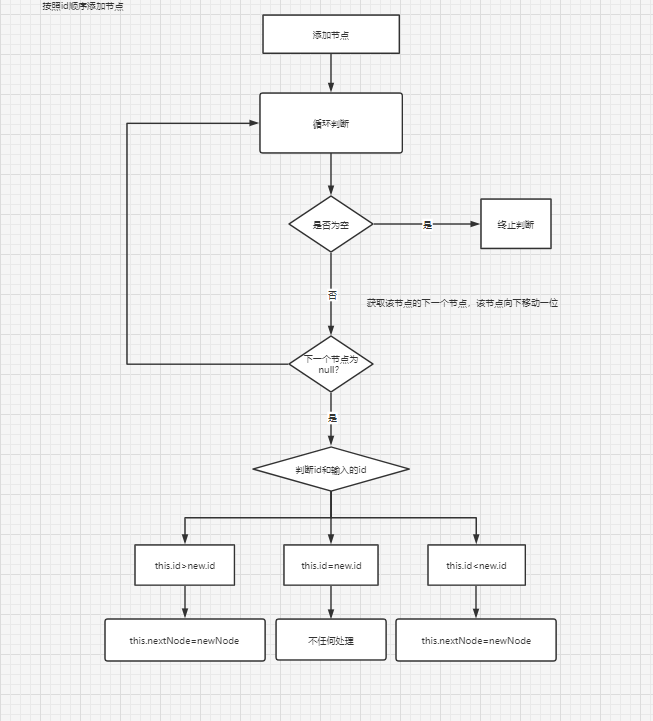 按照id顺序添加节点
添加节点
循环判断
是否为空
是
终止判断
否
获取该节点的下一个节点，该节点向下移动一位
下一个节点为
null?
是
判断id和输入的id
this.id>new.id
this.id=new.id
this.id<new.id
this.nextNode=newNode
不任何处理
this.nextNode=newNode